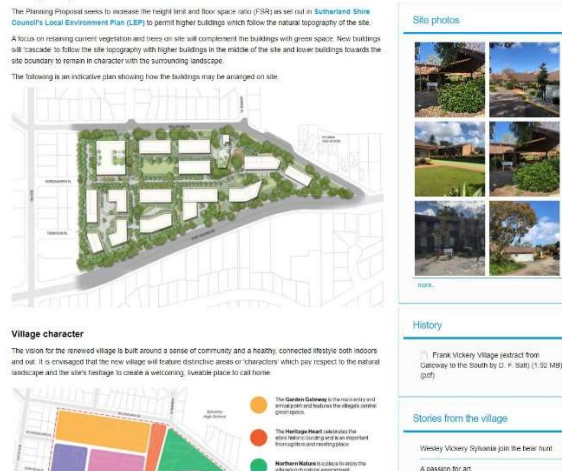 The Planning Proposal seeks to increase the height limit and floor space ratio (FSR) as set out in Sutherland Shire
Council's Local Environment Plan (LEP) to permit higher buildings which follow the natural topography of the site.
A focus on retaining current vegetation and trees on site will complement the buildings with green space. New buildings
will 'cascade' to follow the site topography with higher buildings in the middle of the site and lower buildings towards the
site boundary to remain in character with the surrounding landscape.
The following is an indicative plan showing how the buildings may be arranged on site.
Village character
The vision for the renewed village is built around a sense of community and a healthy, connected lifestyle both indoors
and out. It is envisaged that the new village will feature distinctive areas or 'characters' which pay respect to the natural
landscape and the site's heritage to create a welcoming, liveable place to call home
Sylvania
High School
The Garden Gateway is the main entry and
arrival point and features the village's central
green space.
The Heritage Heart celebrates the
site's historic building and is an important
thoroughfare and meeting place.
Northern Nature is a place to enjoy the
Site photos
more..
History
Frank Vickery Village (extract from
Gateway to the South by D. F. Salt) (1.92 MB)
(pdf)
Stories from the village
Wesley Vickery Sylvania join the bear hunt
A passion for art